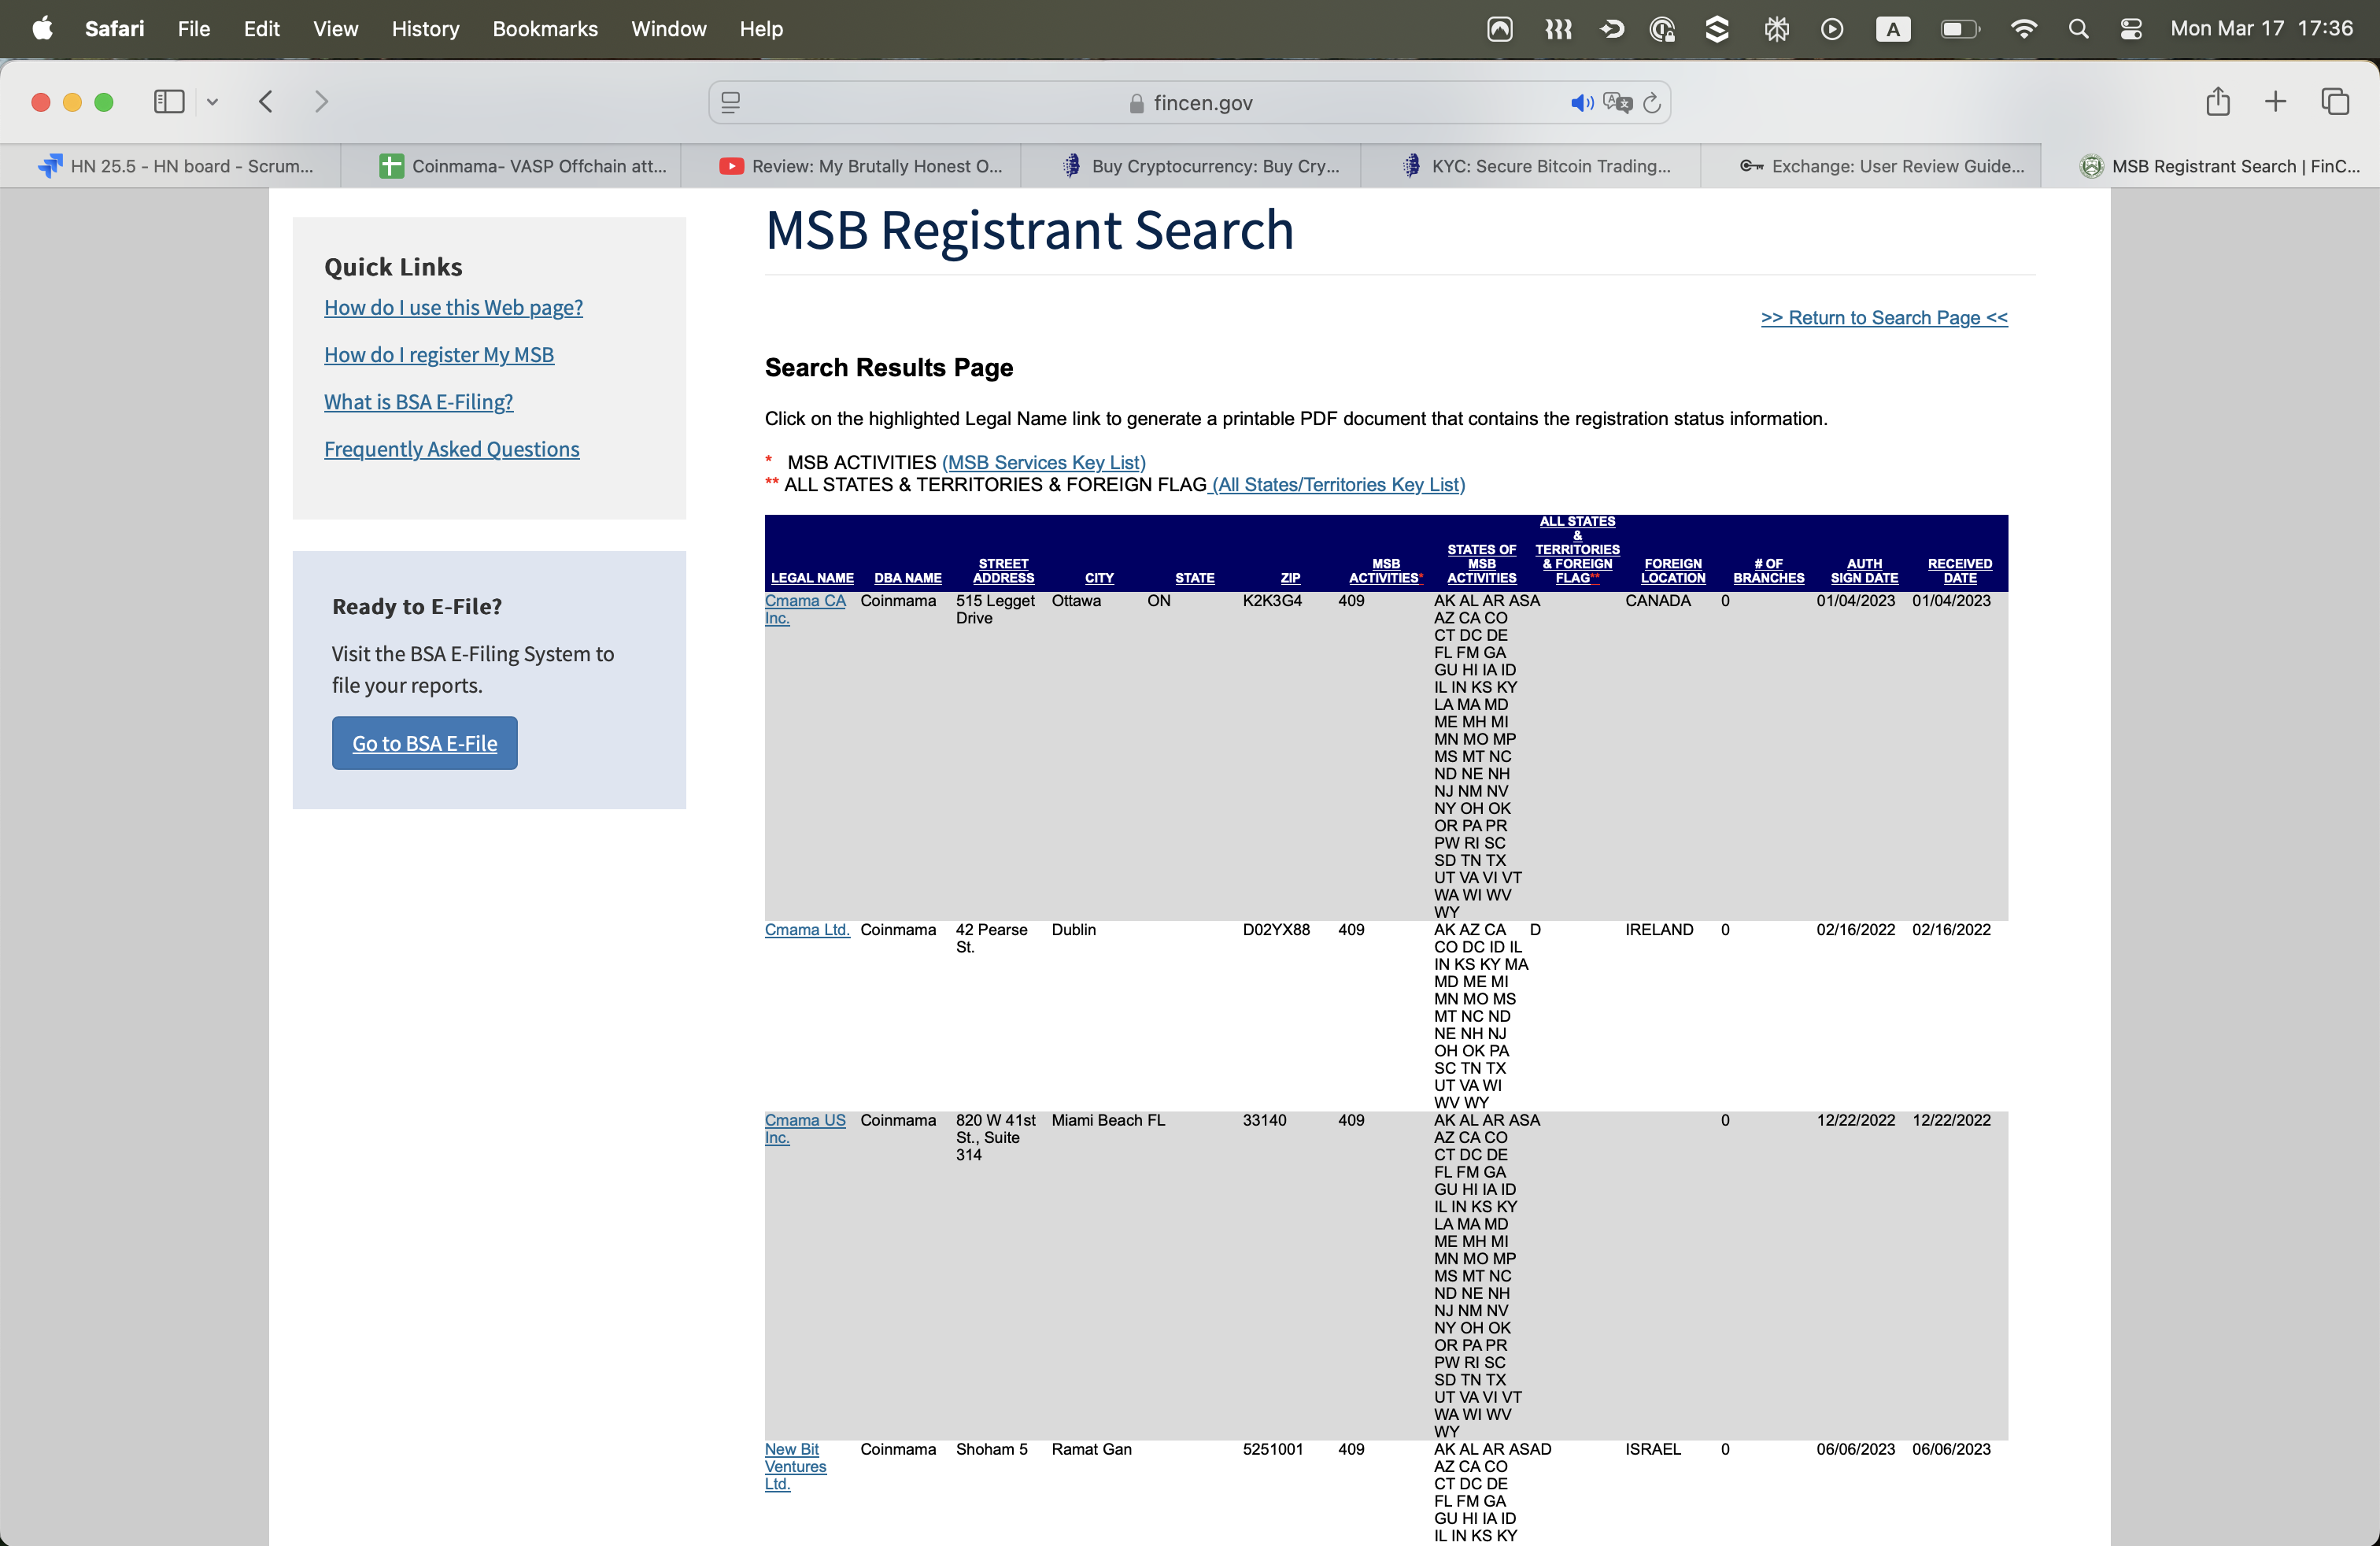 Safari File Edit View History Bookmarks Window Help A Mon Mar 17 17:36
fincen.gov
HN 25.5 - HN board - Scrum...
Coinmama- VASP Offchain att...
Review: My Brutally Honest O...
Buy Cryptocurrency: Buy Cry...
KYC: Secure Bitcoin Trading...
Exchange: User Review Guide...
MSB Registrant Search | FinC...
Quick Links
How do I use this Web page?
How do I register My MSB
What is BSA E-Filing?
Frequently Asked Questions
Ready to E-File?
Visit the BSA E-Filing System to
file your reports.
Go to BSA E-File
MSB Registrant Search
>> Return to Search Page <<
Search Results Page
Click on the highlighted Legal Name link to generate a printable PDF document that contains the registration status information.
* MSB ACTIVITIES (MSB Services Key List)
** ALL STATES & TERRITORIES & FOREIGN FLAG (All States/Territories Key List)
LEGAL NAME
DBA NAME
STREET
ADDRESS
CITY
STATE
ZIP
MSB
ACTIVITIES*
STATES OF
MSB
ACTIVITIES
ALL STATES
&
TERRITORIES
& FOREIGN
FLAG**
FOREIGN
LOCATION
# OF
BRANCHES
AUTH
SIGN DATE
RECEIVED
DATE
Cmama CA Coinmama 515 Legget Ottawa ON K2K3G4 409 AK AL AR ASA CANADA 0 01/04/2023 01/04/2023
Inc. Drive AZ CA CO
CT DC DE
FL FM GA
GU HI IA ID
IL IN KS KY
LA MA MD
ME MH MI
MN MO MP
MS MT NC
ND NE NH
NJ NM NV
NY OH OK
OR PA PR
PW RI SC
SD TN TX
UT VA VI VT
WA WI WV
WY
Cmama Ltd. Coinmama 42 Pearse Dublin D02YX88 409 AK AZ CA D IRELAND 0 02/16/2022 02/16/2022
St. CO DC ID IL
IN KS KY MA
MD ME MI
MN MO MS
MT NC ND
NE NH NJ
OH OK PA
SC TN TX
UT VA WI
WV WY
Cmama US Coinmama 820 W 41st Miami Beach FL 33140 409 AK AL AR ASA 0 12/22/2022 12/22/2022
Inc. St., Suite AZ CA CO
314 CT DC DE
FL FM GA
GU HI IA ID
IL IN KS KY
LA MA MD
ME MH MI
MN MO MP
MS MT NC
ND NE NH
NJ NM NV
NY OH OK
OR PA PR
PW RI SC
SD TN TX
UT VA VI VT
WA WI WV
WY
New Bit Coinmama Shoham 5 Ramat Gan 5251001 409 AK AL AR ASAD ISRAEL 0 06/06/2023 06/06/2023
Ventures AZ CA CO
Ltd. CT DC DE
FL FM GA
GU HI IA ID
IL IN KS KY